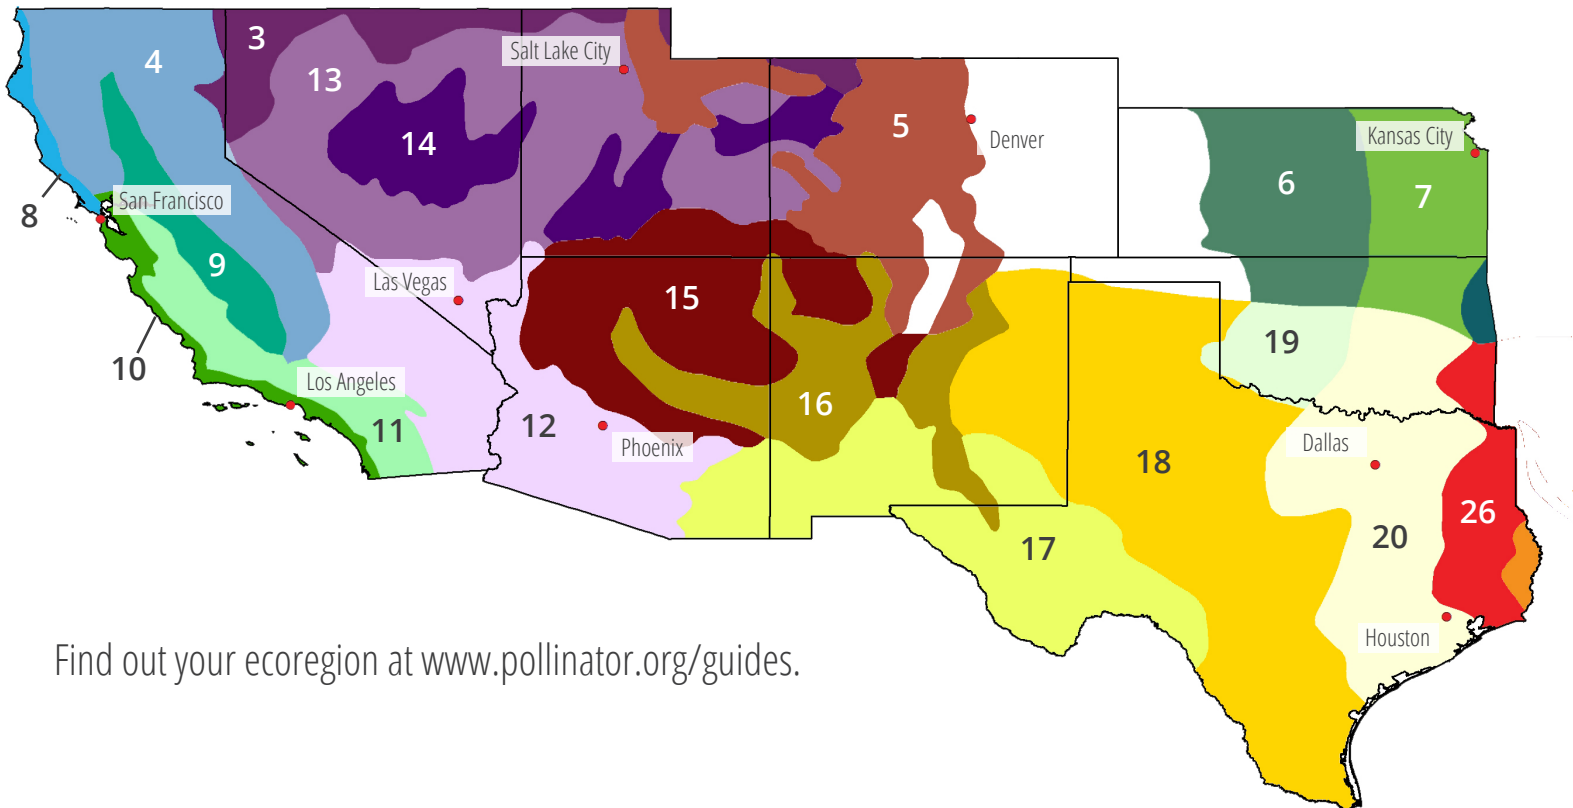 3
4
Salt Lake City
13
5
14
Denver
Kansas City
6
7
8
San Francisco
9
Las Vegas
15
10
19
Los Angeles
16
11
12
Phoenix
Dallas
18
26
17
20
Houston
Find out your ecoregion at www.pollinator.org/guides.